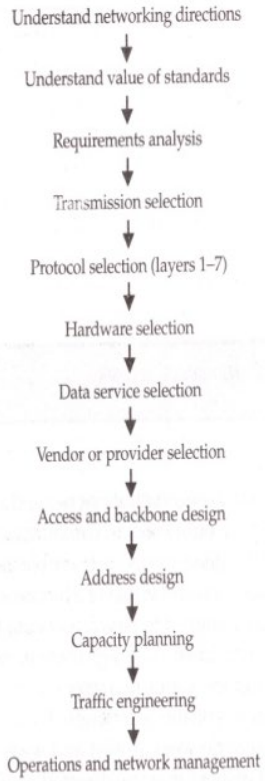 Understand networking directions
Understand value of standards
Requirements analysis
Transmission selection
Protocol selection (layers 1–7)
Hardware selection
Data service selection
Vendor or provider selection
Access and backbone design
Address design
Capacity planning
Traffic engineering
Operations and network management